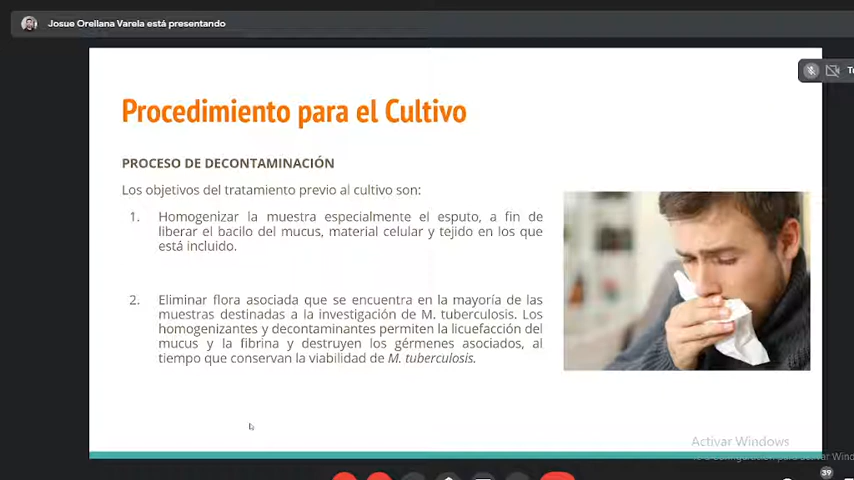 Josue Orellana Varela está presentando
Procedimiento para el Cultivo
PROCESO DE DECONTAMINACIÓN
Los objetivos del tratamiento previo al cultivo son:
1. Homogenizar la muestra especialmente el esputo, a fin de
liberar el bacilo del mucus, material celular y tejido en los que
está incluido.
2. Eliminar flora asociada que se encuentra en la mayoría de las
muestras destinadas a la investigación de M. tuberculosis. Los
homogenizantes y decontaminantes permiten la licuefacción del
mucus y la fibrina y destruyen los gérmenes asociados, al
tiempo que conservan la viabilidad de M. tuberculosis.
Activar Windows
39